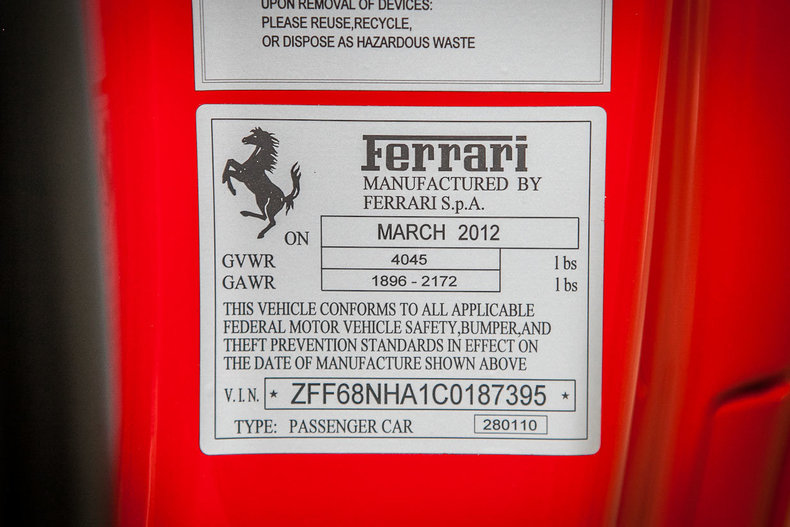 UPON REMOVAL OF DEVICES:
PLEASE REUSE,RECYCLE,
OR DISPOSE AS HAZARDOUS WASTE
Ferrari
MANUFACTURED BY
FERRARI S.p.A.
ON MARCH 2012
GVWR 4045 lbs
GAWR 1896 - 2172 lbs
THIS VEHICLE CONFORMS TO ALL APPLICABLE
FEDERAL MOTOR VEHICLE SAFETY,BUMPER,AND
THEFT PREVENTION STANDARDS IN EFFECT ON
THE DATE OF MANUFACTURE SHOWN ABOVE
V.I.N. * ZFF68NHA1C0187395 *
TYPE: PASSENGER CAR 280110